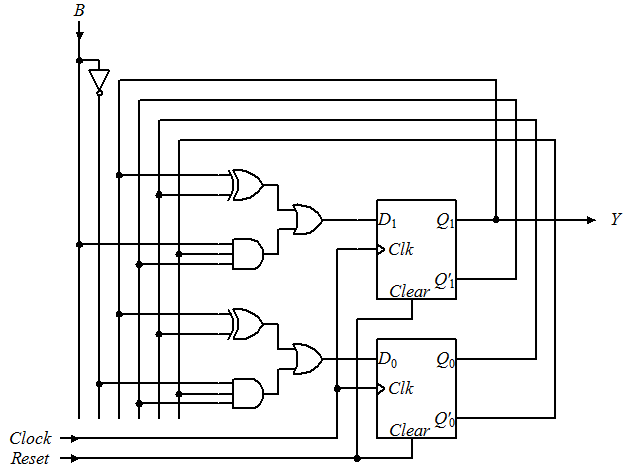 B
D₁ Q₁ Y
Clk
Q′₁
Clear
D₀ Q₀
Clk
Q′₀
Clear
Clock
Reset